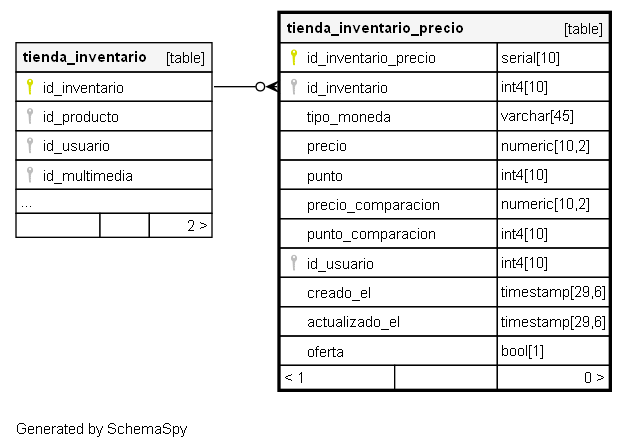 tienda_inventario [table]
id_inventario
id_producto
id_usuario
id_multimedia
...
2 >
tienda_inventario_precio [table]
id_inventario_precio serial[10]
id_inventario int4[10]
tipo_moneda varchar[45]
precio numeric[10,2]
punto int4[10]
precio_comparacion numeric[10,2]
punto_comparacion int4[10]
id_usuario int4[10]
creado_el timestamp[29,6]
actualizado_el timestamp[29,6]
oferta bool[1]
< 1 0 >
Generated by SchemaSpy